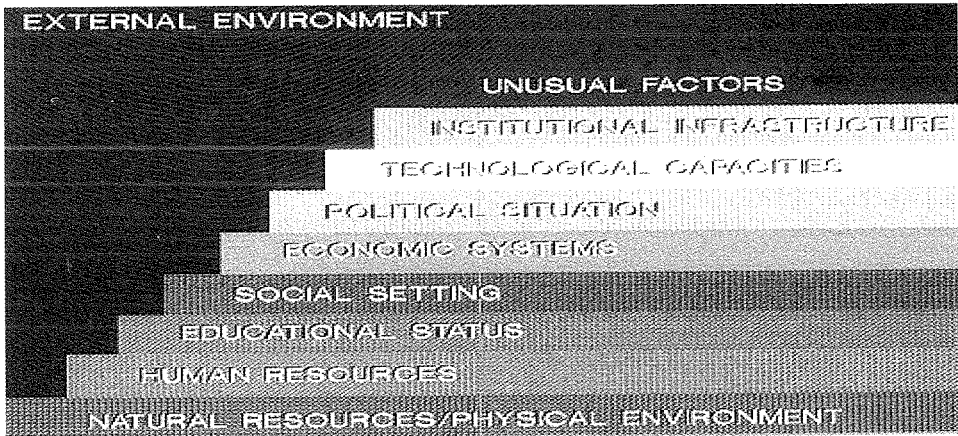 EXTERNAL ENVIRONMENT
UNUSUAL FACTORS
INSTITUTIONAL INFRASTRUCTURE
TECHNOLOGICAL CAPACITIES
POLITICAL SITUATION
ECONOMIC SYSTEMS
SOCIAL SETTING
EDUCATIONAL STATUS
HUMAN RESOURCES
NATURAL RESOURCES/PHYSICAL ENVIRONMENT